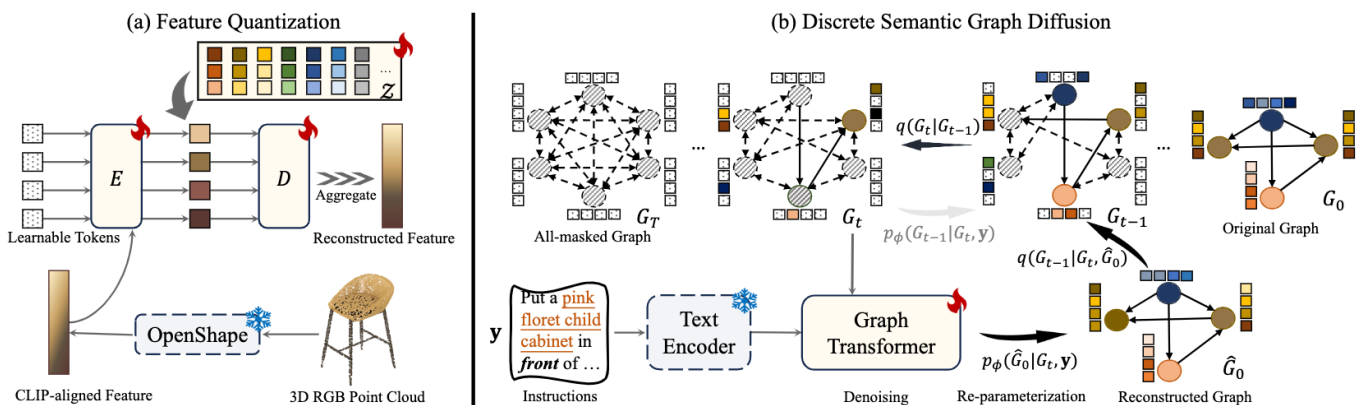 (a) Feature Quantization
...
𝒵
E
D
Aggregate
Learnable Tokens
Reconstructed Feature
OpenShape
CLIP-aligned Feature
3D RGB Point Cloud
(b) Discrete Semantic Graph Diffusion
G_T
All-masked Graph
...
G_t
q(G_t|G_{t-1})
p_ϕ(G_{t-1}|G_t, y)
G_{t-1}
...
G_0
Original Graph
q(G_{t-1}|G_t, Ĝ_0)
y
Put a pink
floret child
cabinet in
front of ...
Instructions
Text
Encoder
Graph
Transformer
Denoising
p_ϕ(Ĝ_0|G_t, y)
Re-parameterization
Ĝ_0
Reconstructed Graph